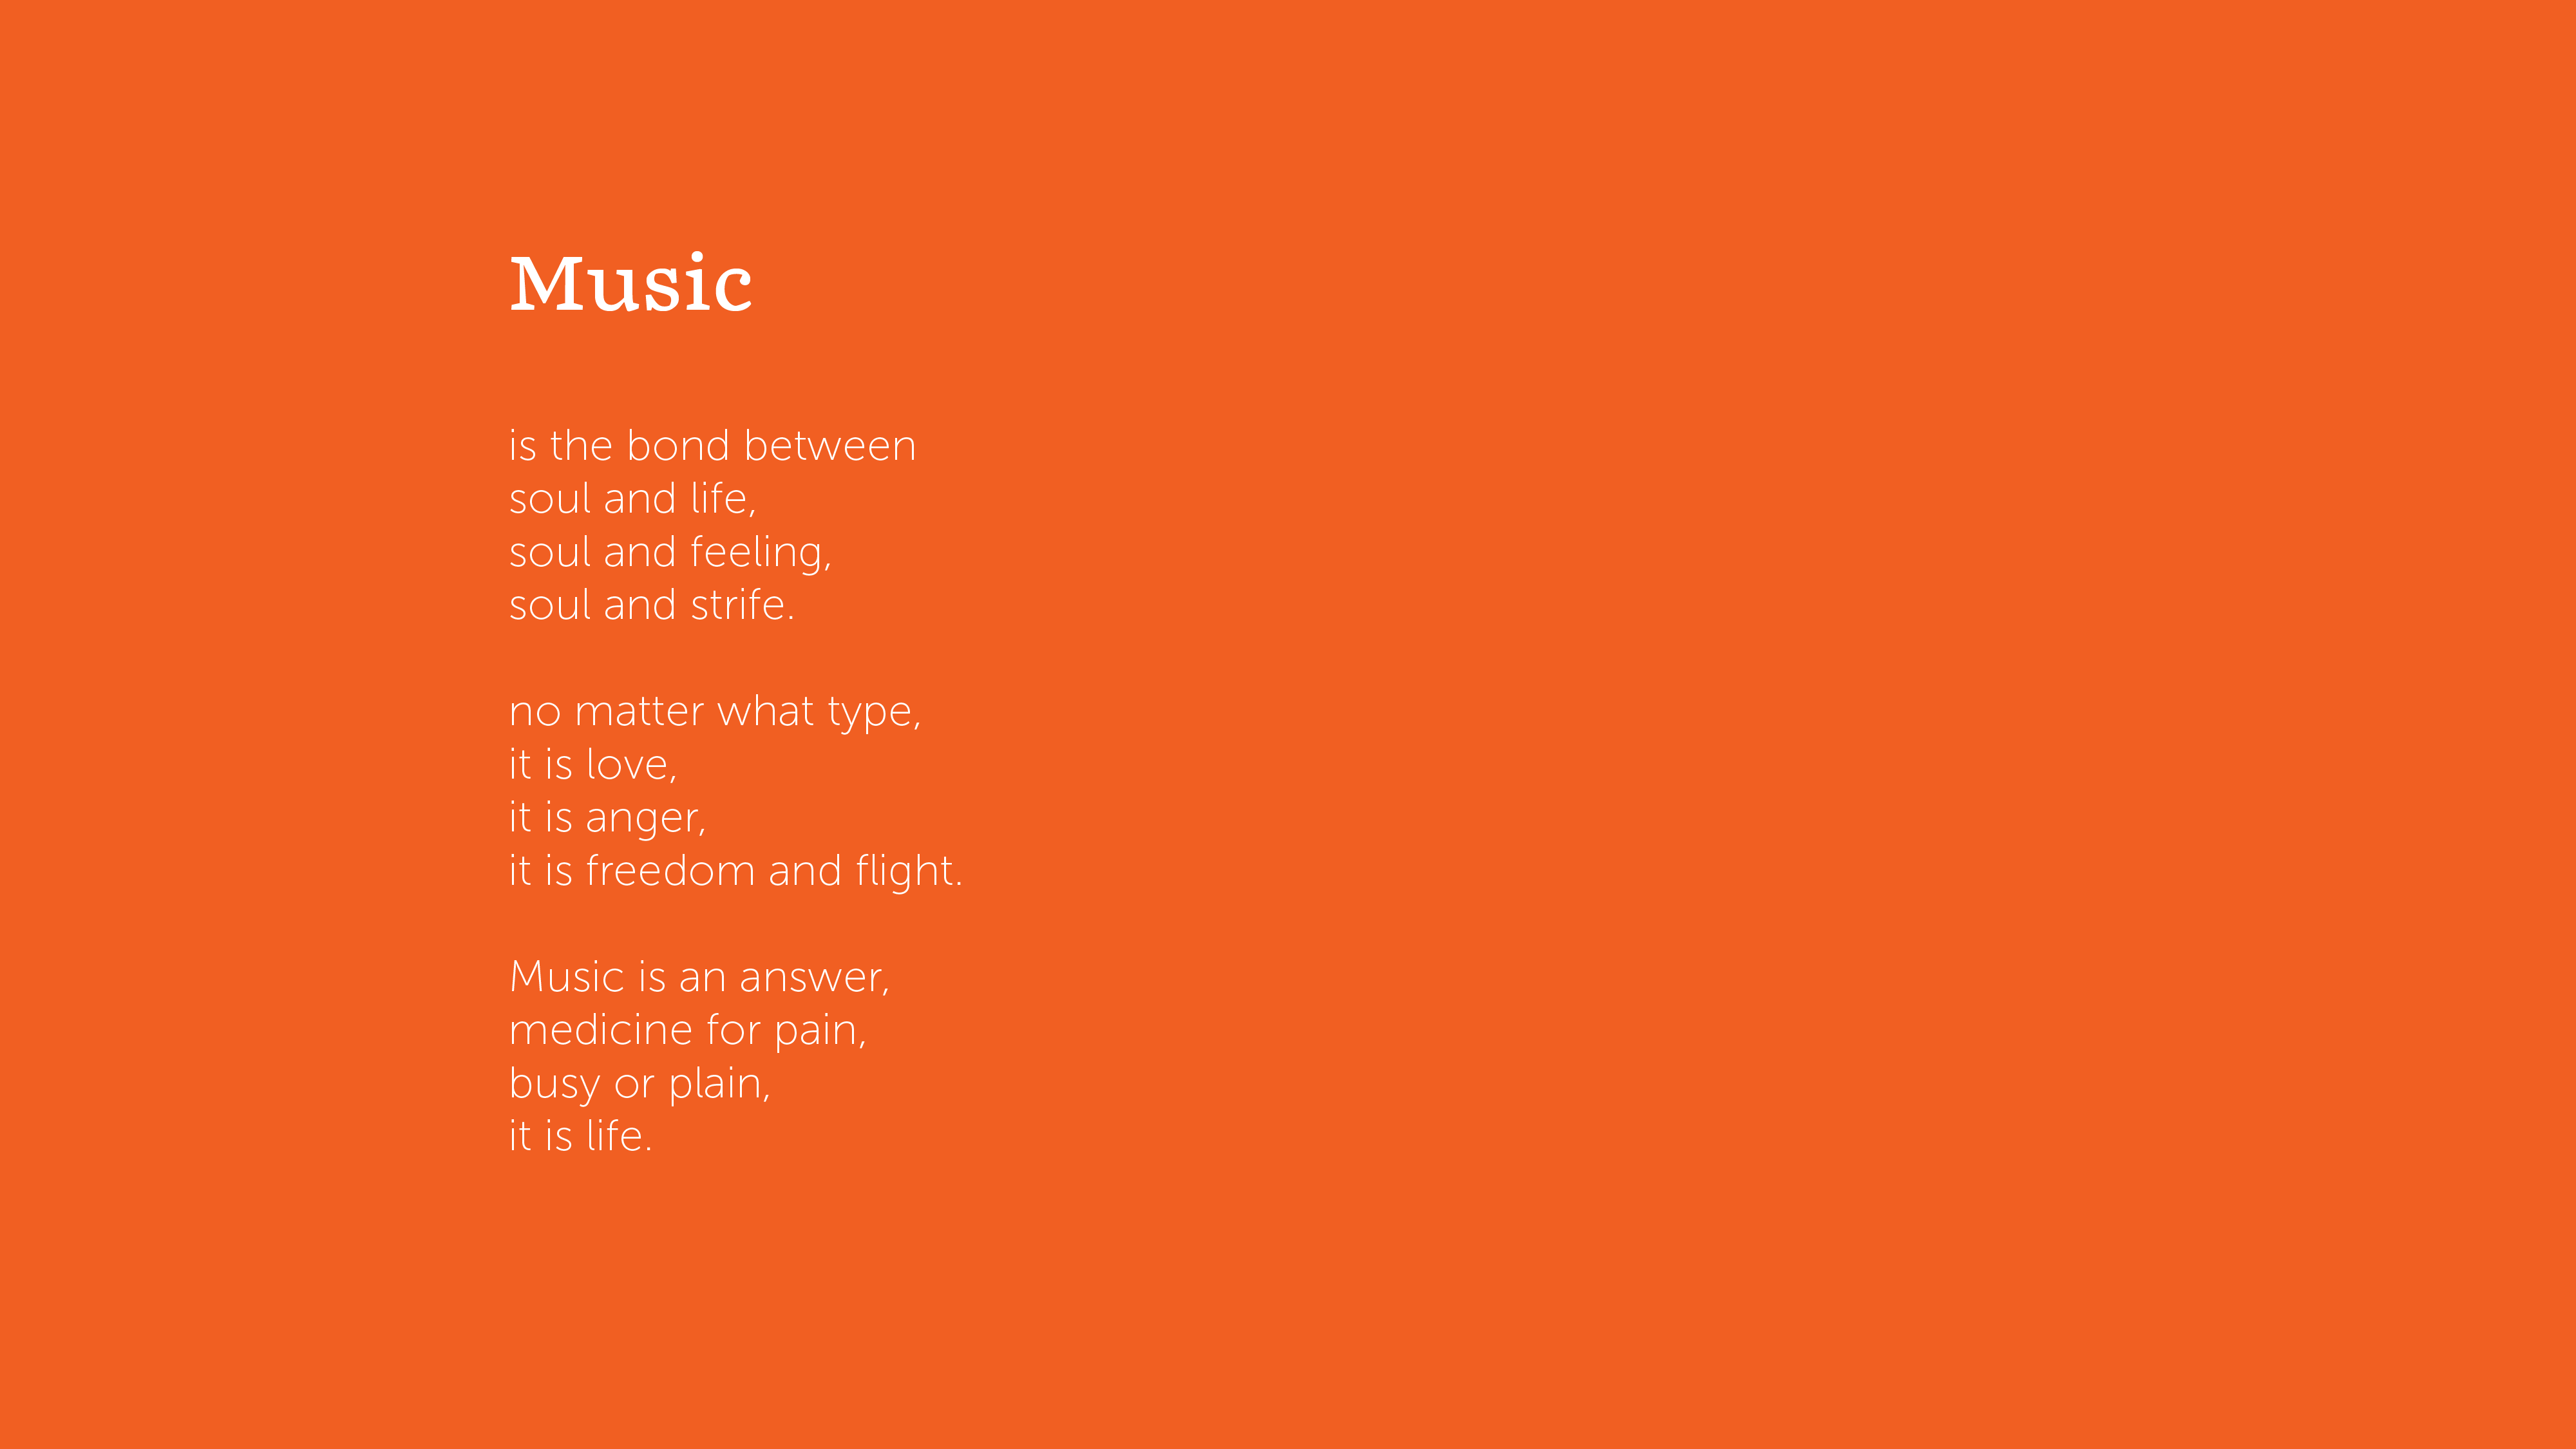 Music
is the bond between
soul and life,
soul and feeling,
soul and strife.
no matter what type,
it is love,
it is anger,
it is freedom and flight.
Music is an answer,
medicine for pain,
busy or plain,
it is life.